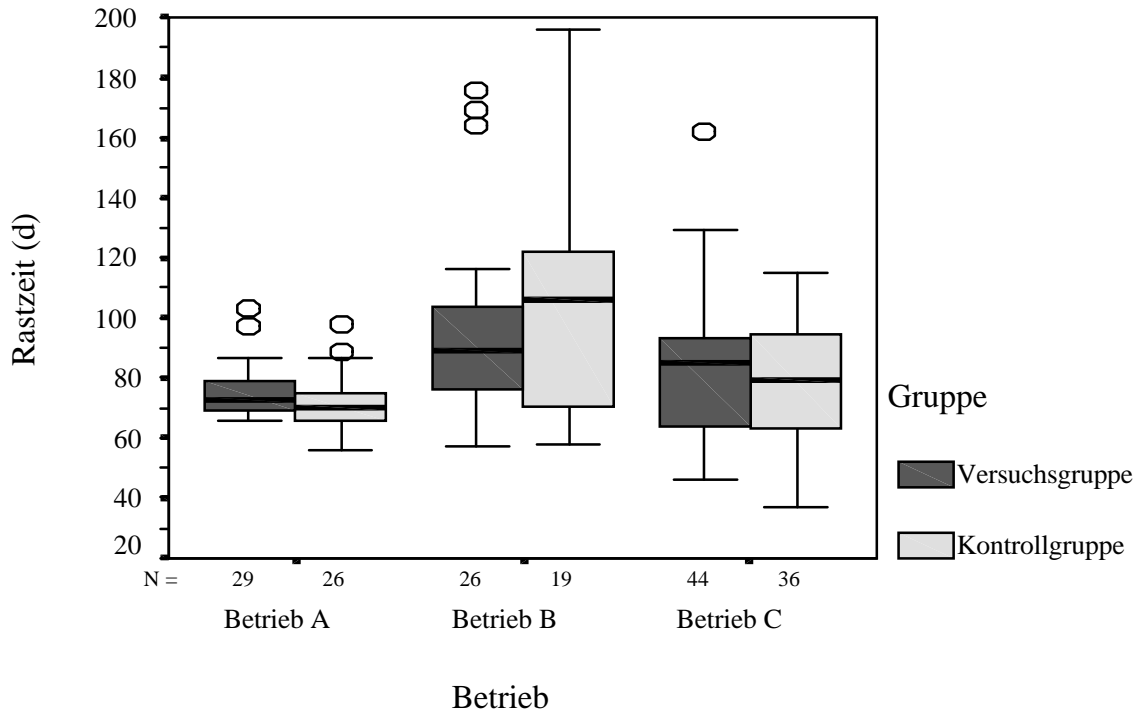 200
180
160
140
120
100
80
60
40
20
Rastzeit (d)
N = 29 26 26 19 44 36
Betrieb A Betrieb B Betrieb C
Betrieb
Gruppe
Versuchsgruppe
Kontrollgruppe